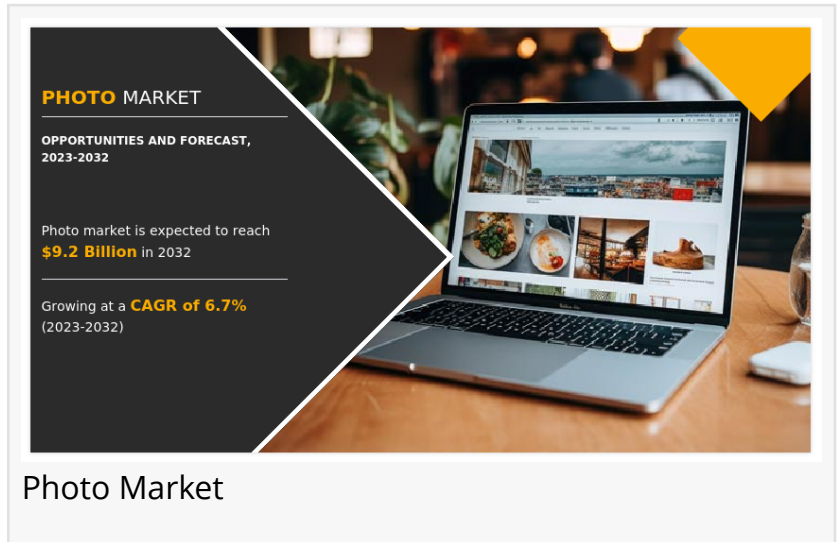 PHOTO MARKET
OPPORTUNITIES AND FORECAST,
2023-2032
Photo market is expected to reach
$9.2 Billion in 2032
Growing at a CAGR of 6.7%
(2023-2032)
Photo Market